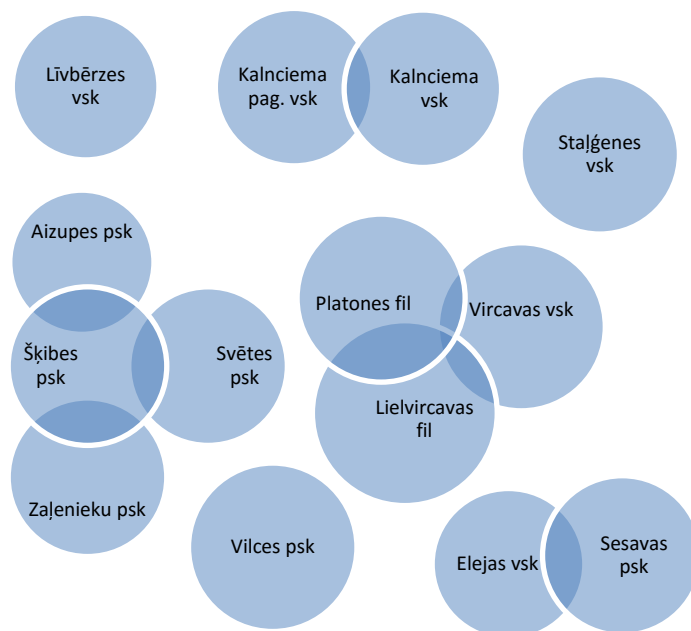 Līvbērzes
vsk
Kalnciema
pag. vsk
Kalnciema
vsk
Staļģenes
vsk
Aizupes psk
Šķibes
psk
Svētes
psk
Zaļenieku psk
Platones fil
Vircavas vsk
Lielvircavas
fil
Vilces psk
Elejas vsk
Sesavas
psk